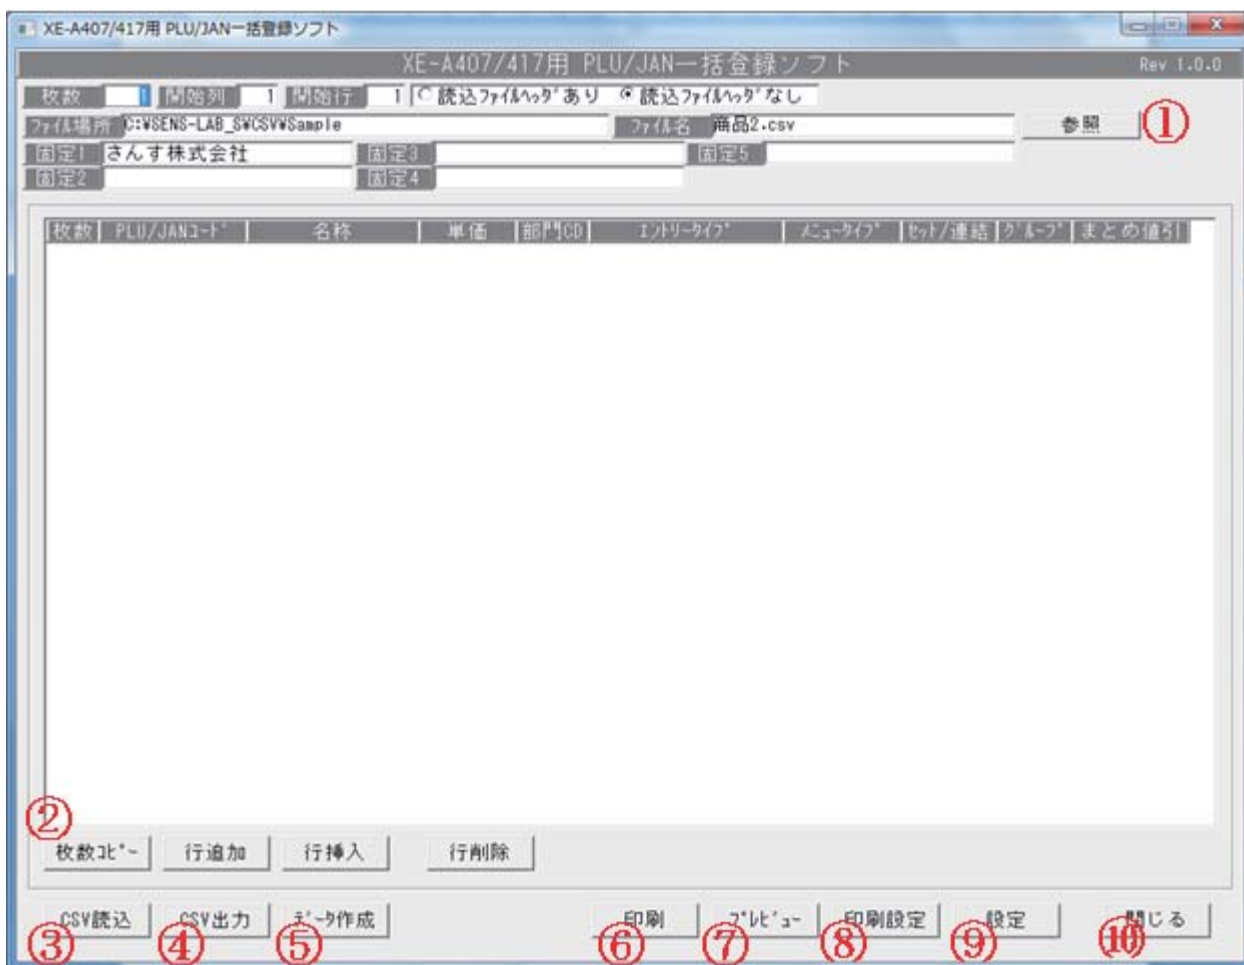 XE-A407/417用 PLU/JAN一括登録ソフト
XE-A407/417用 PLU/JAN一括登録ソフト Rev 1.0.0
枚数 1 開始列 1 開始行 1 読込ファイルヘッダあり 読込ファイルヘッダなし
ファイル場所 C:¥SENS-LAB_S¥CSV¥Sample ファイル名 商品2.csv 参照 ①
固定1 さんす株式会社 固定3 固定5
固定2 固定4
枚数 PLU/JANコード 名称 単価 部門CD エントリータイプ メニュータイプ セット/連結 グループ まとめ値引
②
枚数コピー 行追加 行挿入 行削除
CSV読込 CSV出力 データ作成 印刷 プレビュー 印刷設定 設定 閉じる
③ ④ ⑤ ⑥ ⑦ ⑧ ⑨ ⑩